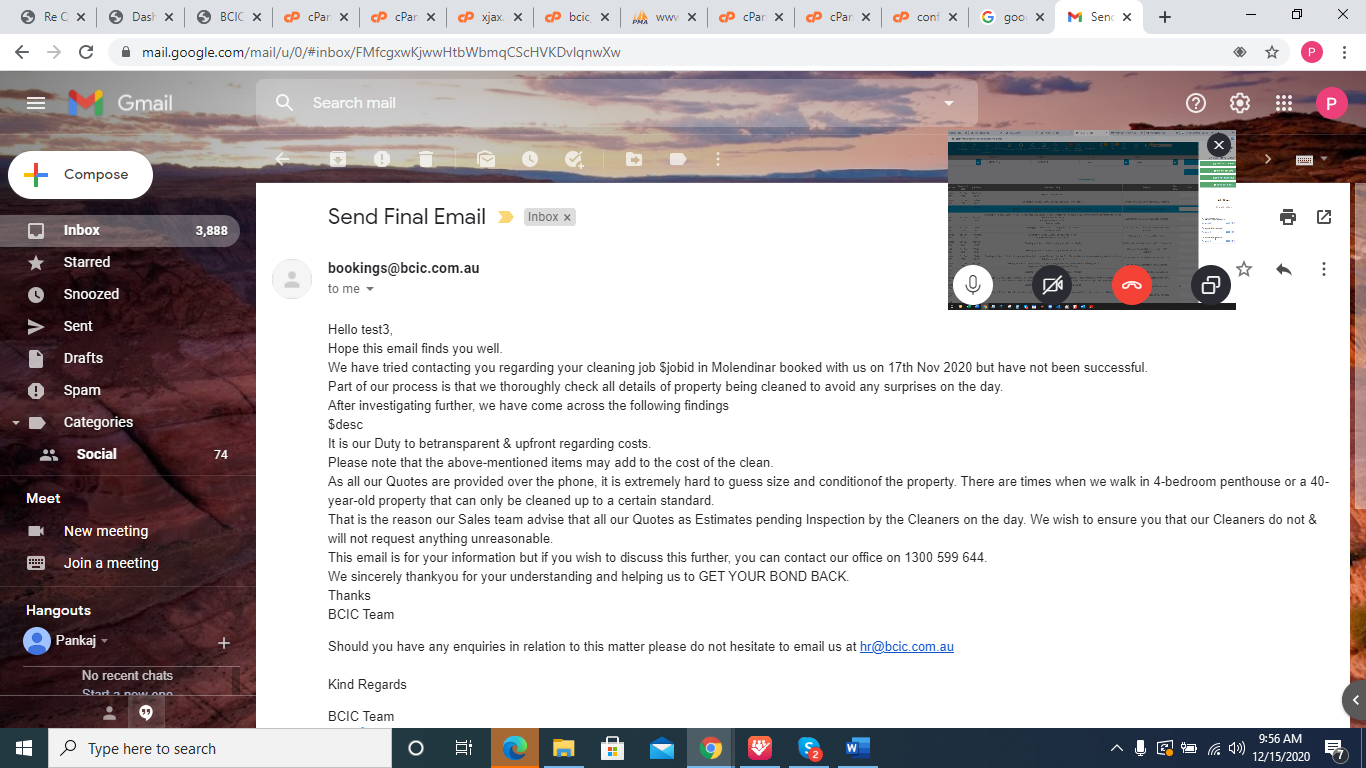 Re C
Dash
BCIC
cPan
cPan
xjax.
bcic_
www
cPan
cPan
conf
goo
Send
mail.google.com/mail/u/0/#inbox/FMfcgxwKjwwHtbWbmqCScHVKDvlqnwXw
P
Gmail
Search mail
P
Compose
Inbox 3,888
Starred
Snoozed
Sent
Drafts
Spam
Categories
Social 74
Meet
New meeting
Join a meeting
Hangouts
Pankaj
No recent chats
Start a new one
Send Final Email Inbox ×
bookings@bcic.com.au
to me
Hello test3,
Hope this email finds you well.
We have tried contacting you regarding your cleaning job $jobid in Molendinar booked with us on 17th Nov 2020 but have not been successful.
Part of our process is that we thoroughly check all details of property being cleaned to avoid any surprises on the day.
After investigating further, we have come across the following findings
$desc
It is our Duty to betransparent & upfront regarding costs.
Please note that the above-mentioned items may add to the cost of the clean.
As all our Quotes are provided over the phone, it is extremely hard to guess size and conditionof the property. There are times when we walk in 4-bedroom penthouse or a 40-
year-old property that can only be cleaned up to a certain standard.
That is the reason our Sales team advise that all our Quotes as Estimates pending Inspection by the Cleaners on the day. We wish to ensure you that our Cleaners do not &
will not request anything unreasonable.
This email is for your information but if you wish to discuss this further, you can contact our office on 1300 599 644.
We sincerely thankyou for your understanding and helping us to GET YOUR BOND BACK.
Thanks
BCIC Team
Should you have any enquiries in relation to this matter please do not hesitate to email us at hr@bcic.com.au
Kind Regards
BCIC Team
Type here to search
2
9:56 AM
12/15/2020
7